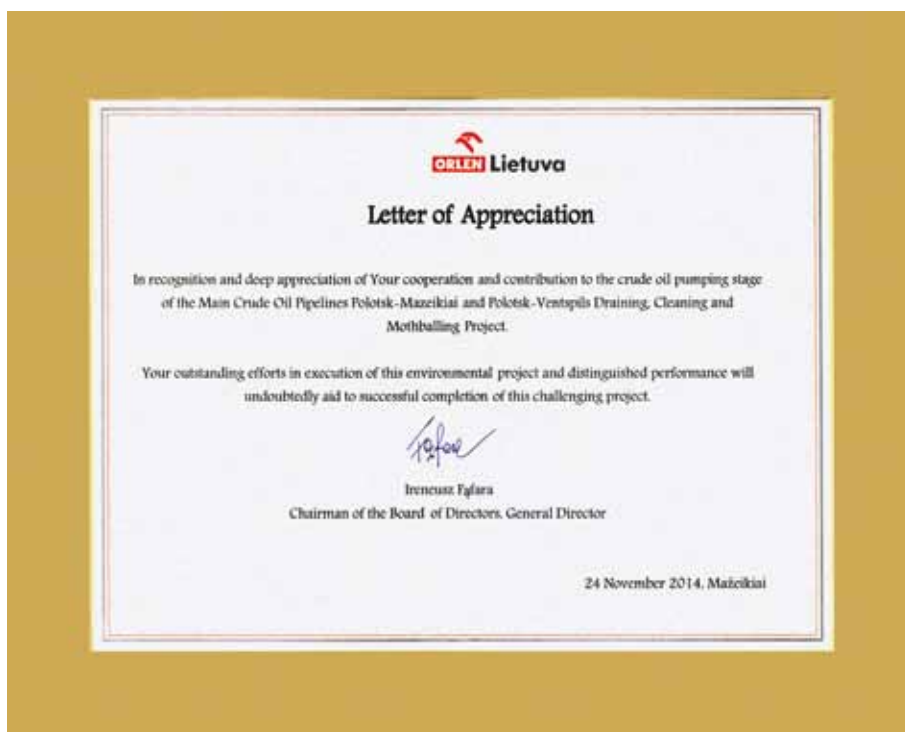 ORLEN Lietuva
Letter of Appreciation
In recognition and deep appreciation of Your cooperation and contribution to the crude oil pumping stage
of the Main Crude Oil Pipelines Polotsk-Mazeikiai and Polotsk-Ventspils Draining, Cleaning and
Mothballing Project.
Your outstanding efforts in execution of this environmental project and distinguished performance will
undoubtedly aid to successful completion of this challenging project.
Fąfara
Ireneusz Fąfara
Chairman of the Board of Directors, General Director
24 November 2014, Mažeikiai